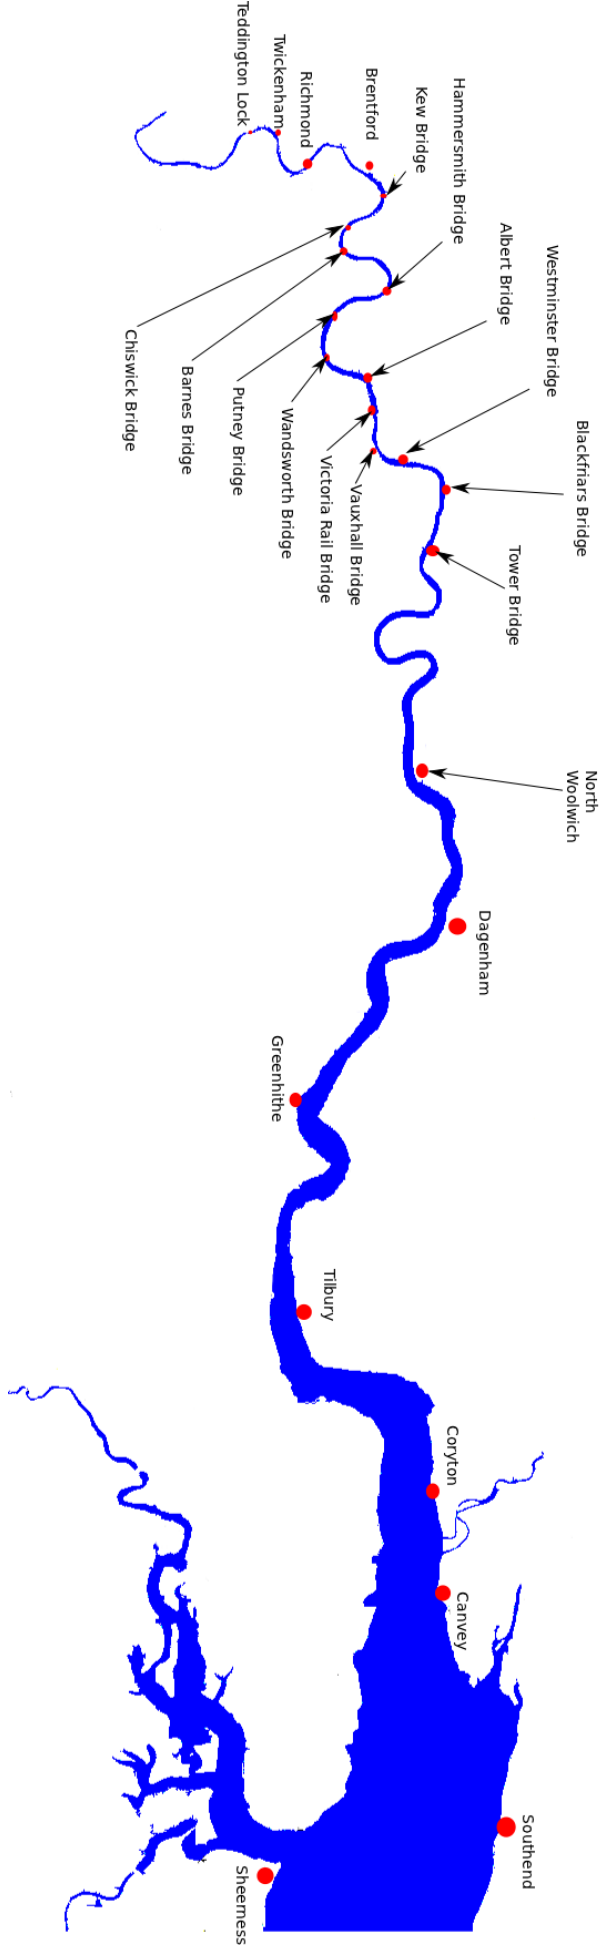 Teddington Lock
Twickenham
Richmond
Brentford
Kew Bridge
Hammersmith Bridge
Albert Bridge
Westminster Bridge
Blackfriars Bridge
Tower Bridge
Chiswick Bridge
Barnes Bridge
Putney Bridge
Wandsworth Bridge
Victoria Rail Bridge
Vauxhall Bridge
North
Woolwich
Dagenham
Greenhithe
Tilbury
Coryton
Canvey
Southend
Sheerness